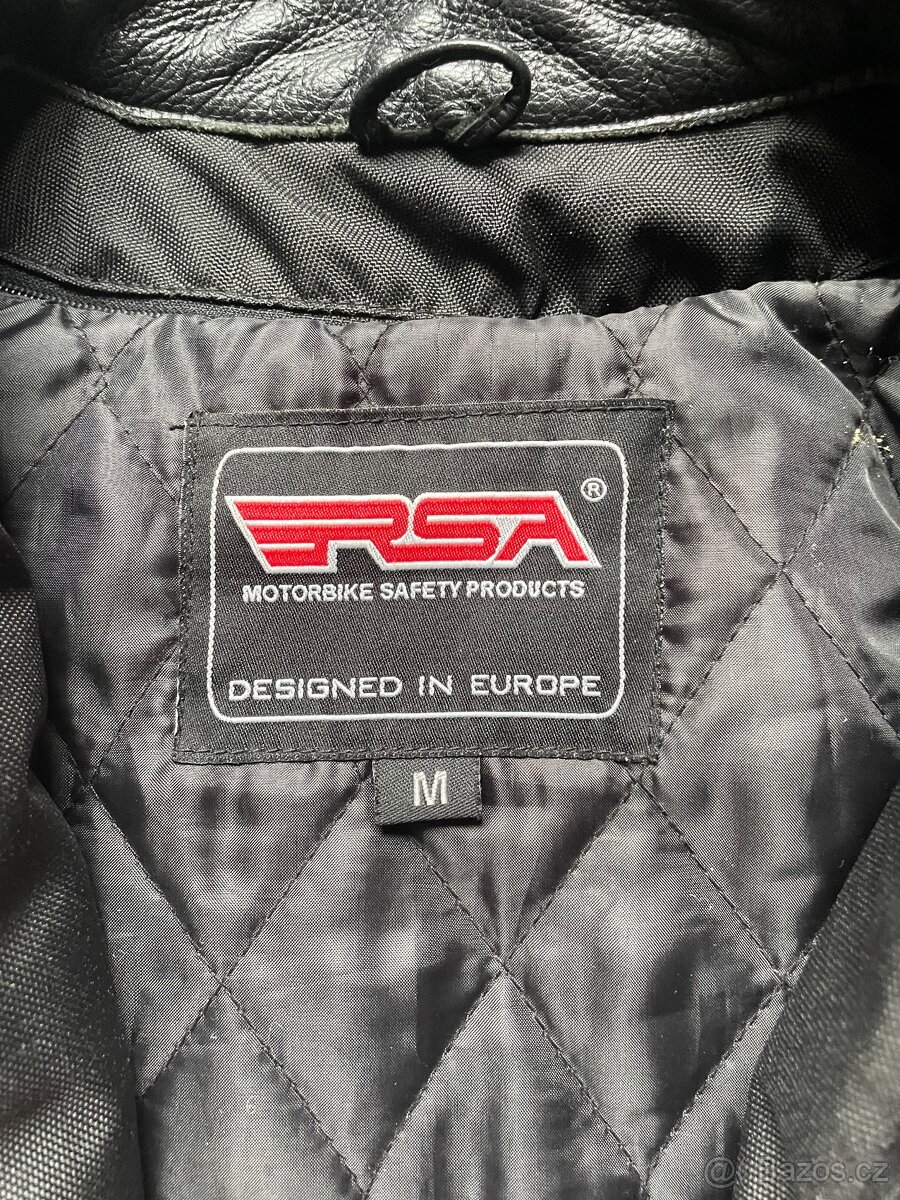 RSA®
MOTORBIKE SAFETY PRODUCTS
DESIGNED IN EUROPE
M